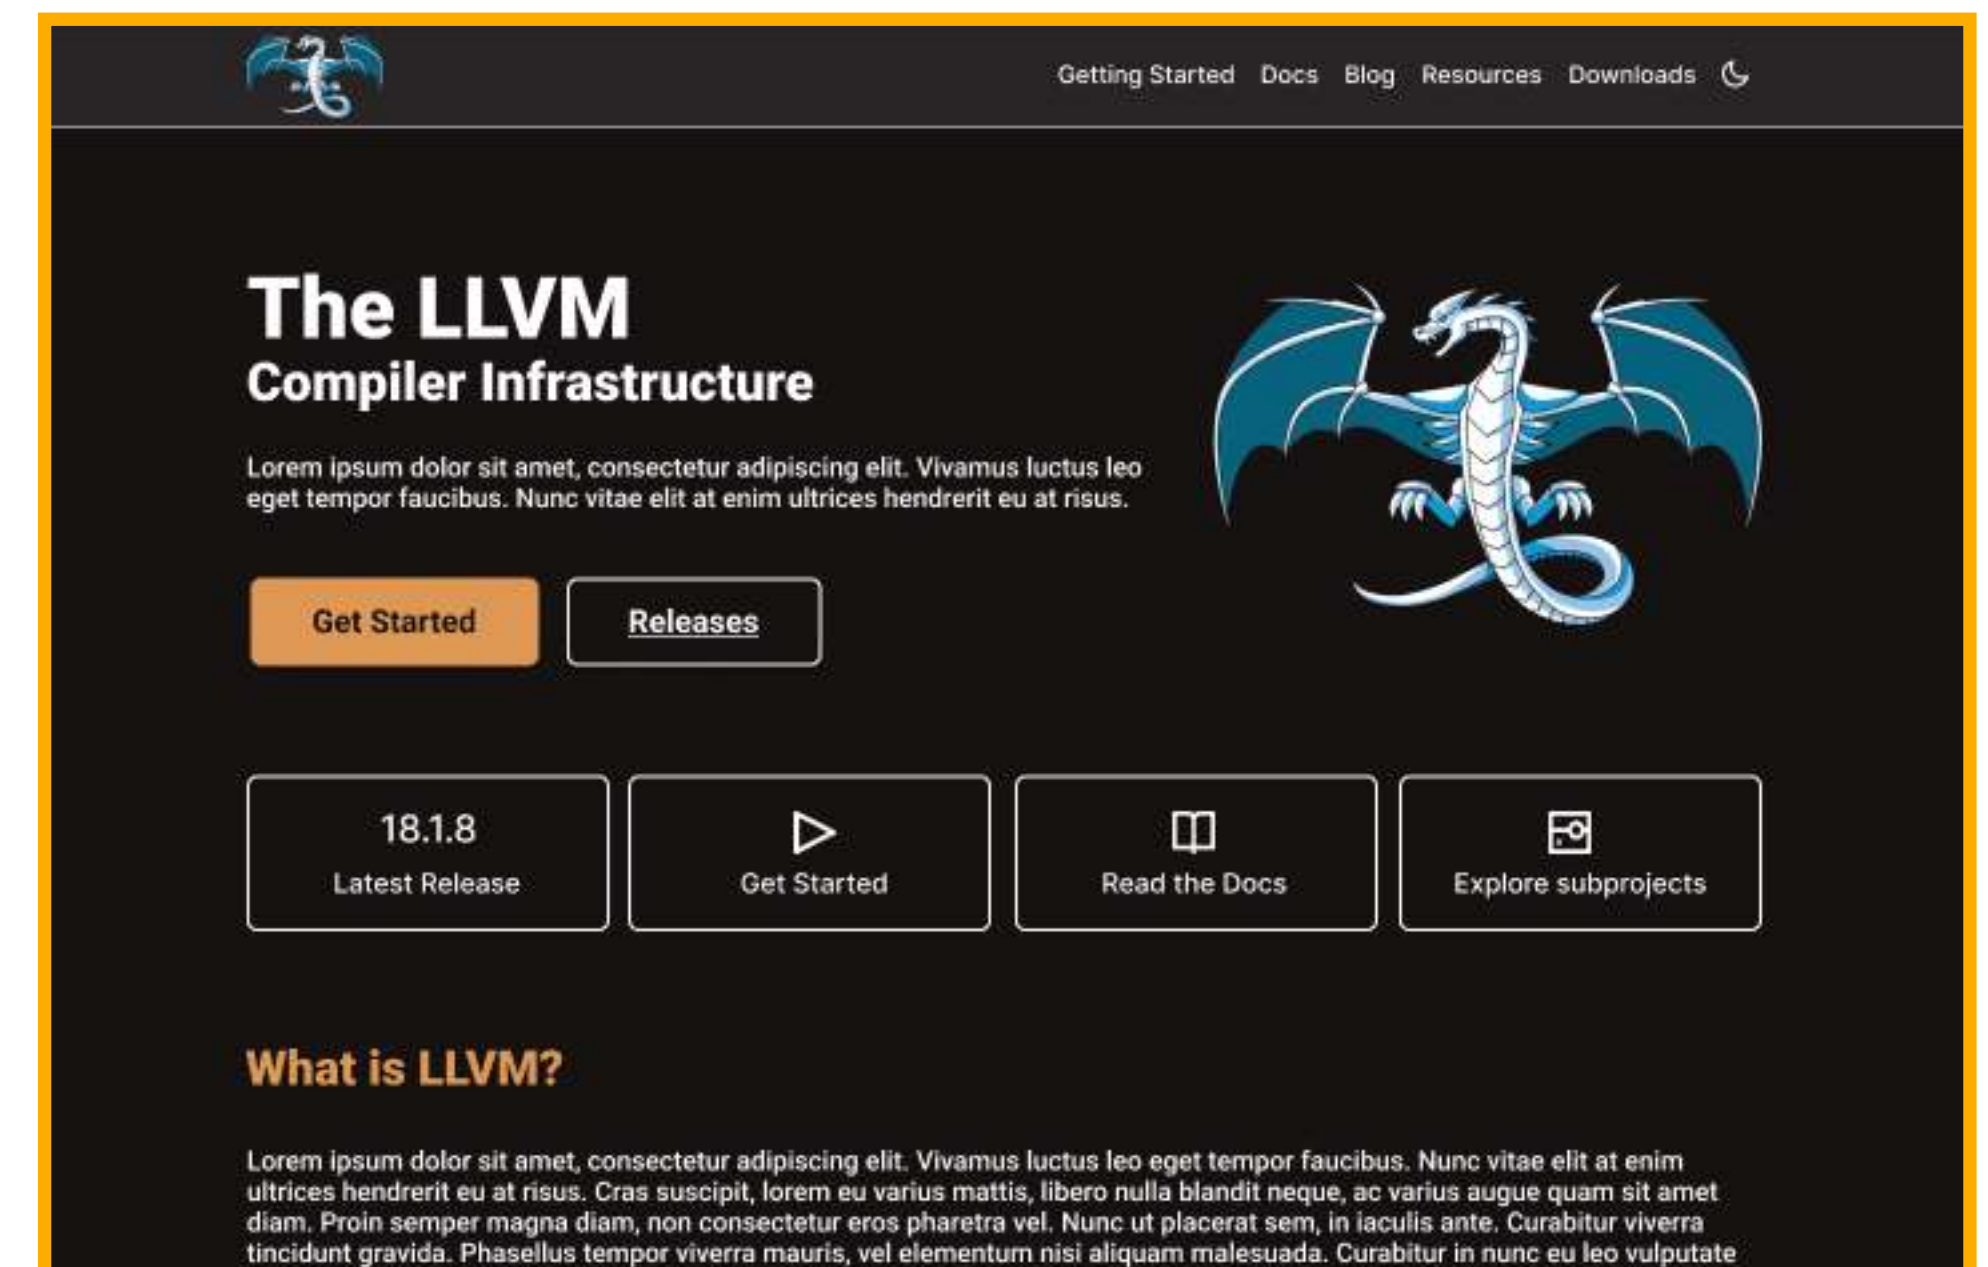 Getting Started Docs Blog Resources Downloads
The LLVM
Compiler Infrastructure
Lorem ipsum dolor sit amet, consectetur adipiscing elit. Vivamus luctus leo
eget tempor faucibus. Nunc vitae elit at enim ultrices hendrerit eu at risus.
Get Started Releases
18.1.8
Latest Release Get Started Read the Docs Explore subprojects
What is LLVM?
Lorem ipsum dolor sit amet, consectetur adipiscing elit. Vivamus luctus leo eget tempor faucibus. Nunc vitae elit at enim
ultrices hendrerit eu at risus. Cras suscipit, lorem eu varius mattis, libero nulla blandit neque, ac varius augue quam sit amet
diam. Proin semper magna diam, non consectetur eros pharetra vel. Nunc ut placerat sem, in iaculis ante. Curabitur viverra
tincidunt gravida. Phasellus tempor viverra mauris, vel elementum nisi aliquam malesuada. Curabitur in nunc eu leo vulputate